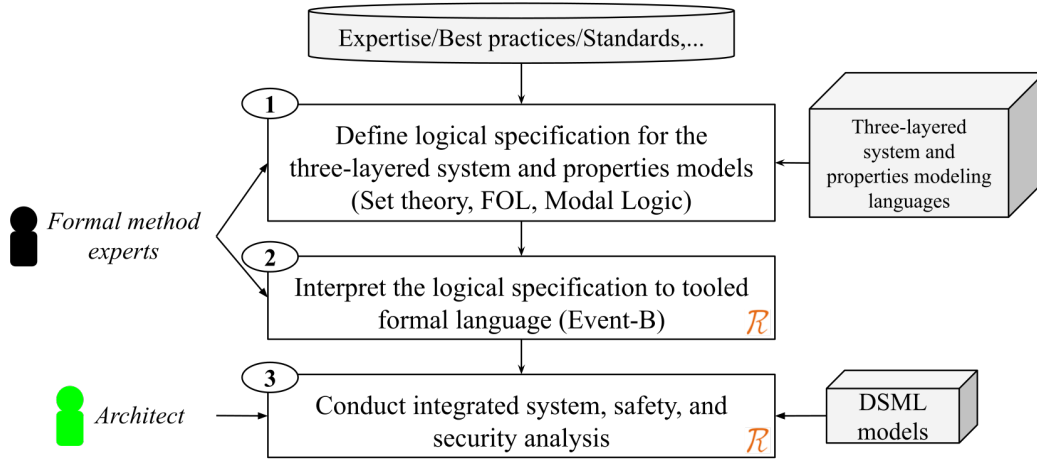 Expertise/Best practices/Standards,...
1
Define logical specification for the
three-layered system and properties models
(Set theory, FOL, Modal Logic)
Three-layered
system and
properties modeling
languages
Formal method
experts
2
Interpret the logical specification to tooled
formal language (Event-B)
R
3
Architect
Conduct integrated system, safety, and
security analysis
R
DSML
models